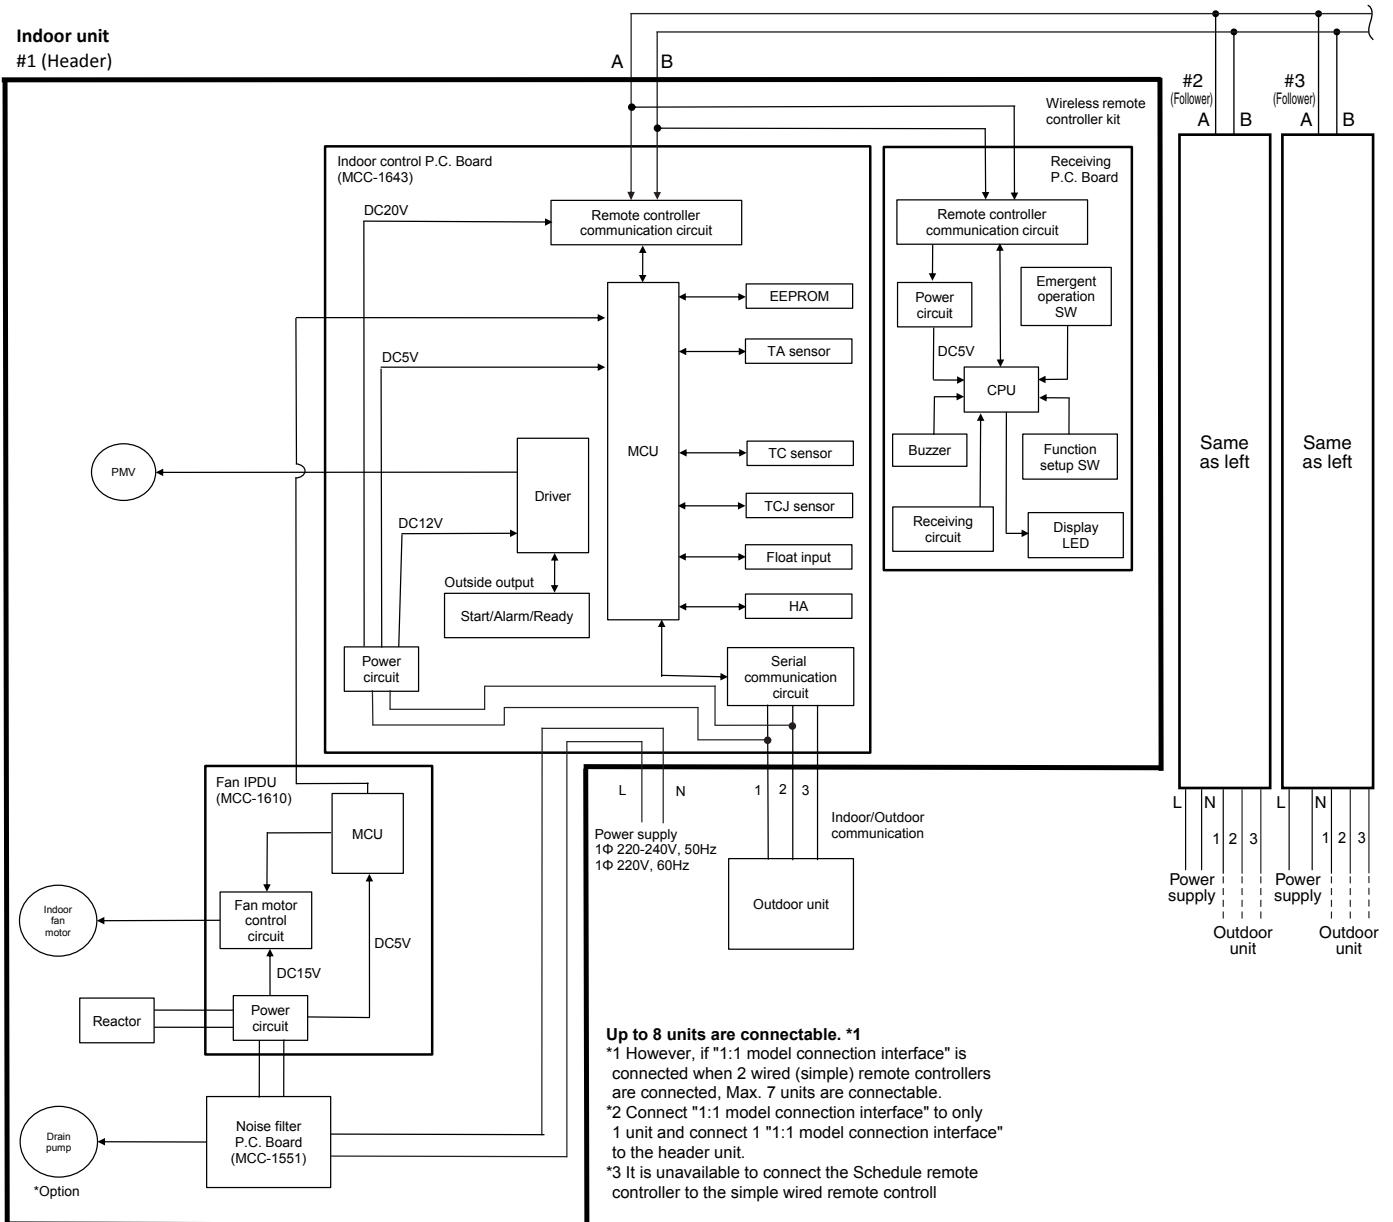 Indoor unit
#1 (Header)
A
B
#2
(Follower)
A
B
#3
(Follower)
A
B
Wireless remote
controller kit
Indoor control P.C. Board
(MCC-1643)
Receiving
P.C. Board
DC20V
Remote controller
communication circuit
Remote controller
communication circuit
EEPROM
Power
circuit
Emergent
operation
SW
DC5V
TA sensor
DC5V
CPU
MCU
TC sensor
Buzzer
Function
setup SW
Same
as left
Same
as left
PMV
Driver
TCJ sensor
DC12V
Receiving
circuit
Display
LED
Float input
Outside output
Start/Alarm/Ready
HA
Power
circuit
Serial
communication
circuit
Fan IPDU
(MCC-1610)
L
N
1
2
3
Indoor/Outdoor
communication
L
N
1
2
3
L
N
1
2
3
MCU
Power supply
1Φ 220-240V, 50Hz
1Φ 220V, 60Hz
Power
supply
Power
supply
Indoor
fan
motor
Fan motor
control
circuit
Outdoor unit
Outdoor
unit
Outdoor
unit
DC5V
DC15V
Reactor
Power
circuit
Up to 8 units are connectable. *1
*1 However, if "1:1 model connection interface" is
connected when 2 wired (simple) remote controllers
are connected, Max. 7 units are connectable.
*2 Connect "1:1 model connection interface" to only
1 unit and connect 1 "1:1 model connection interface"
to the header unit.
*3 It is unavailable to connect the Schedule remote
controller to the simple wired remote controll
Drain
pump
Noise filter
P.C. Board
(MCC-1551)
*Option